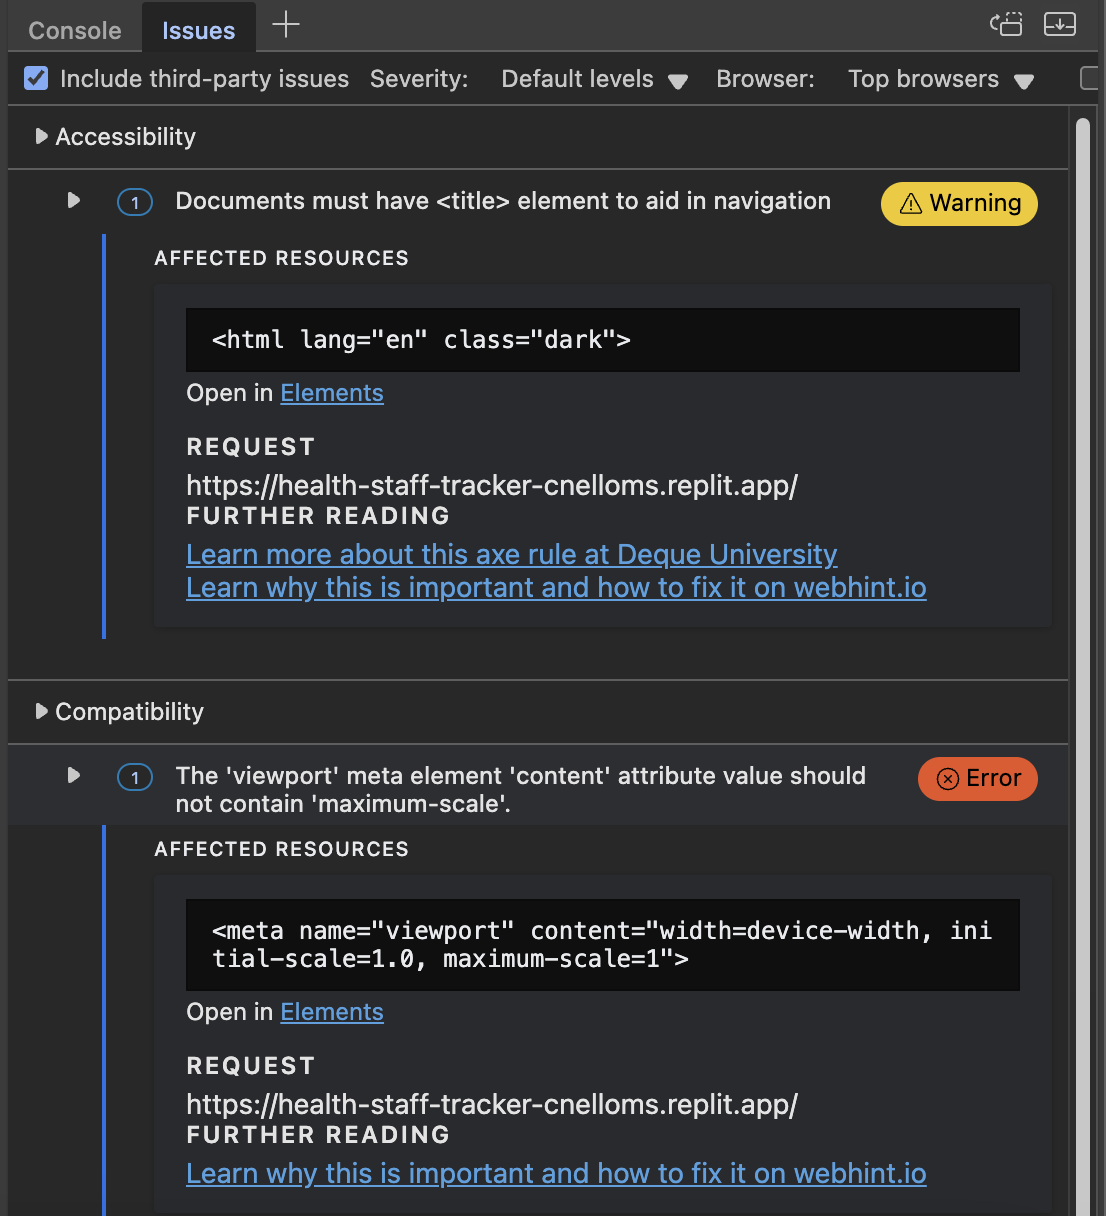 Console Issues
Include third-party issues Severity: Default levels Browser: Top browsers
Accessibility
1 Documents must have <title> element to aid in navigation Warning
AFFECTED RESOURCES
<html lang="en" class="dark">
Open in Elements
REQUEST
https://health-staff-tracker-cnelloms.replit.app/
FURTHER READING
Learn more about this axe rule at Deque University
Learn why this is important and how to fix it on webhint.io
Compatibility
1 The 'viewport' meta element 'content' attribute value should Error
not contain 'maximum-scale'.
AFFECTED RESOURCES
<meta name="viewport" content="width=device-width, ini
tial-scale=1.0, maximum-scale=1">
Open in Elements
REQUEST
https://health-staff-tracker-cnelloms.replit.app/
FURTHER READING
Learn why this is important and how to fix it on webhint.io